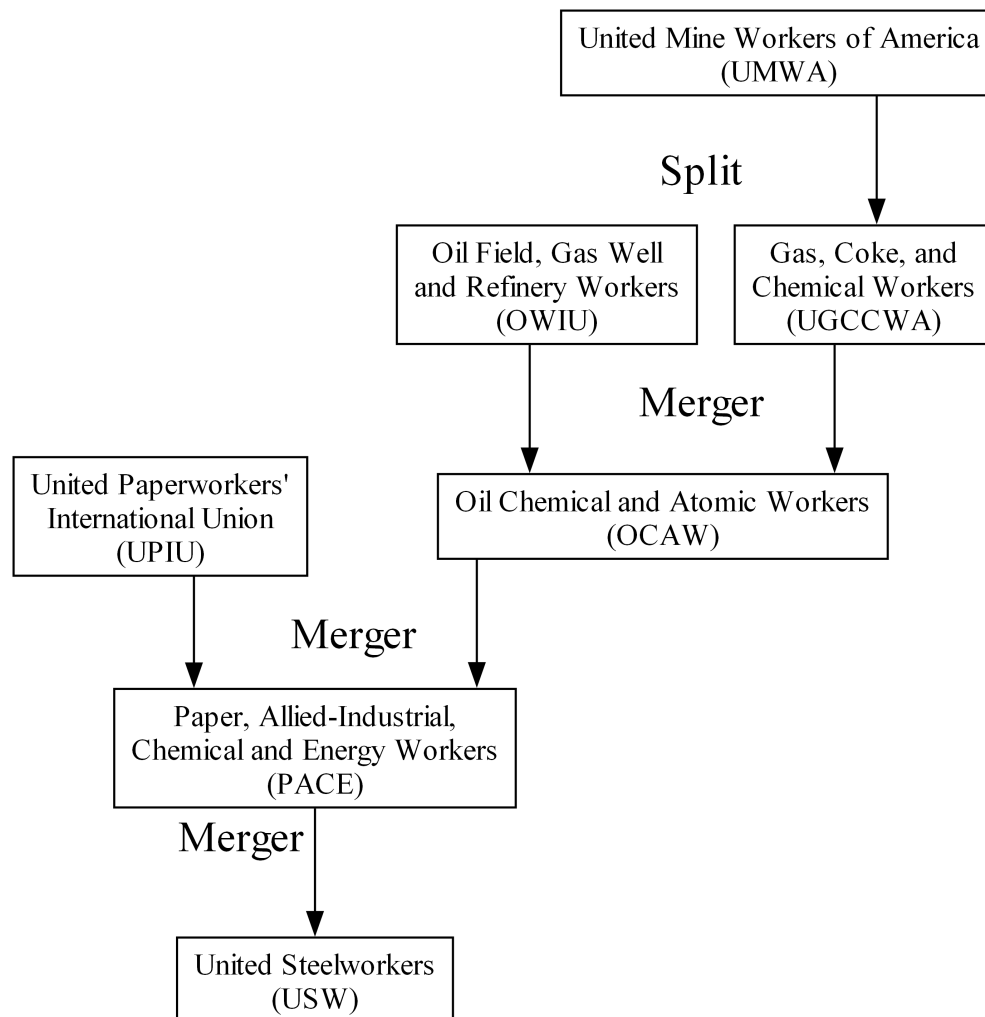 United Mine Workers of America
(UMWA)
Split
Oil Field, Gas Well
and Refinery Workers
(OWIU)
Gas, Coke, and
Chemical Workers
(UGCCWA)
Merger
United Paperworkers'
International Union
(UPIU)
Oil Chemical and Atomic Workers
(OCAW)
Merger
Paper, Allied-Industrial,
Chemical and Energy Workers
(PACE)
Merger
United Steelworkers
(USW)